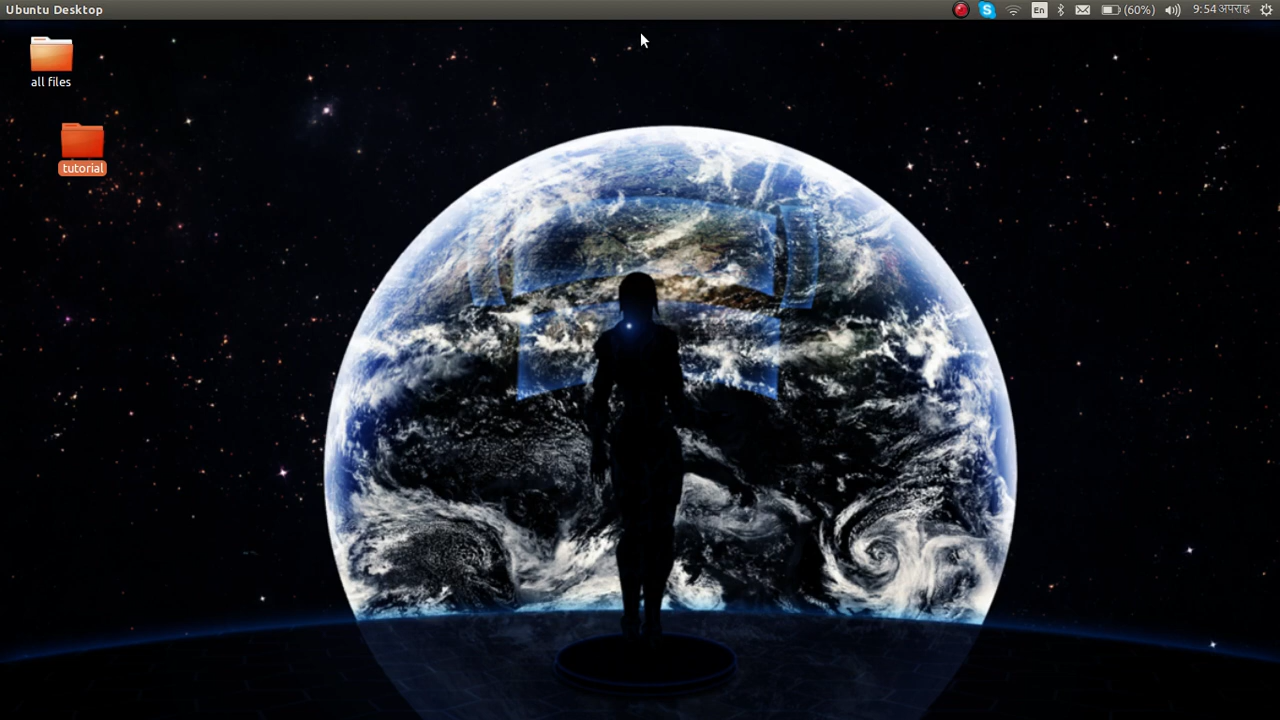 Ubuntu Desktop
En
(60%)
9:54 अपराह्न
all files
tutorial